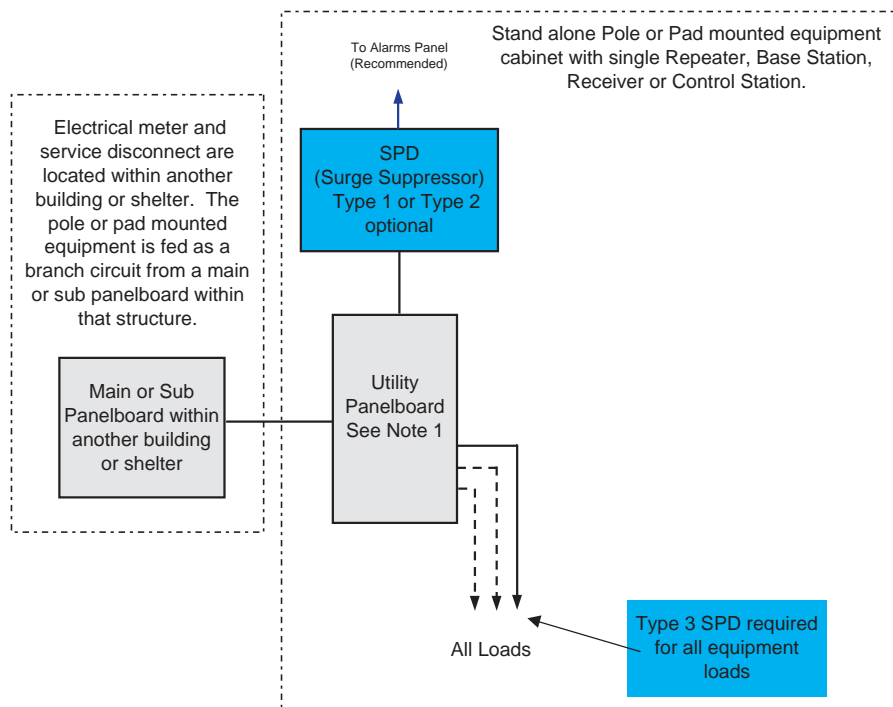 Stand alone Pole or Pad mounted equipment
cabinet with single Repeater, Base Station,
Receiver or Control Station.
To Alarms Panel
(Recommended)
Electrical meter and
service disconnect are
located within another
building or shelter. The
pole or pad mounted
equipment is fed as a
branch circuit from a main
or sub panelboard within
that structure.
SPD
(Surge Suppressor)
Type 1 or Type 2
optional
Main or Sub
Panelboard within
another building
or shelter
Utility
Panelboard
See Note 1
All Loads
Type 3 SPD required
for all equipment
loads